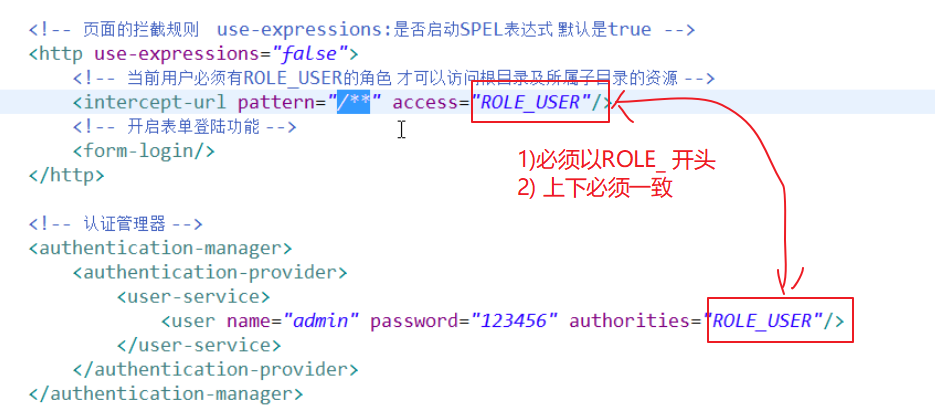 <!-- 页面的拦截规则 use-expressions:是否启动SPEL表达式 默认是true -->
<http use-expressions="false">
<!-- 当前用户必须有ROLE_USER的角色 才可以访问根目录及所属子目录的资源 -->
<intercept-url pattern="/**" access="ROLE_USER"/>
<!-- 开启表单登陆功能 -->
<form-login/>
</http>
1)必须以ROLE_ 开头
2) 上下必须一致
<!-- 认证管理器 -->
<authentication-manager>
<authentication-provider>
<user-service>
<user name="admin" password="123456" authorities="ROLE_USER"/>
</user-service>
</authentication-provider>
</authentication-manager>